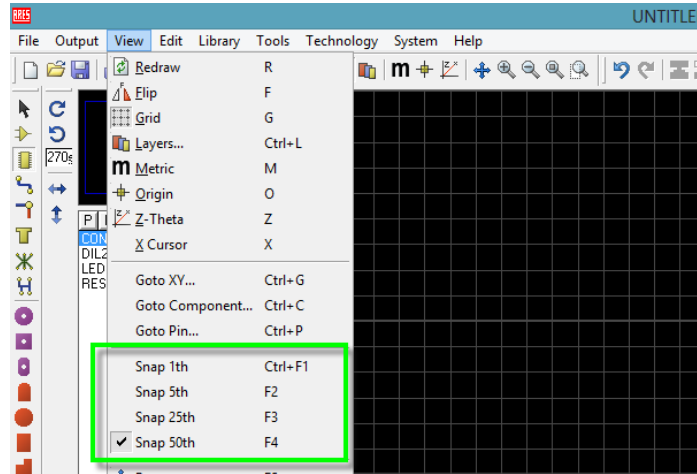 ARES UNTITLE
File Output View Edit Library Tools Technology System Help
Redraw R
Flip F
Grid G
Layers... Ctrl+L
m Metric M
Origin O
Z-Theta Z
X Cursor X
Goto XY... Ctrl+G
Goto Component... Ctrl+C
Goto Pin... Ctrl+P
Snap 1th Ctrl+F1
Snap 5th F2
Snap 25th F3
Snap 50th F4
m
270
P
CON
DIL2
LED
RES